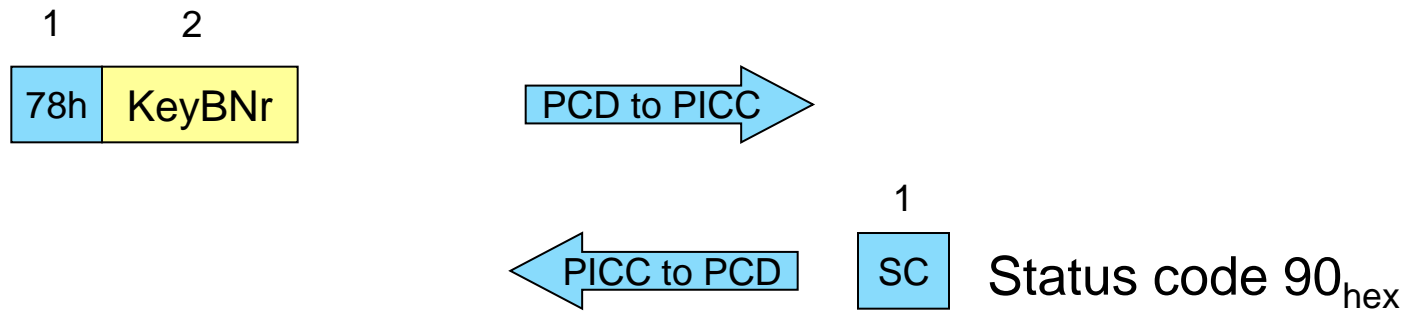 1 2
78h KeyBNr PCD to PICC
1
PICC to PCD SC Status code 90hex